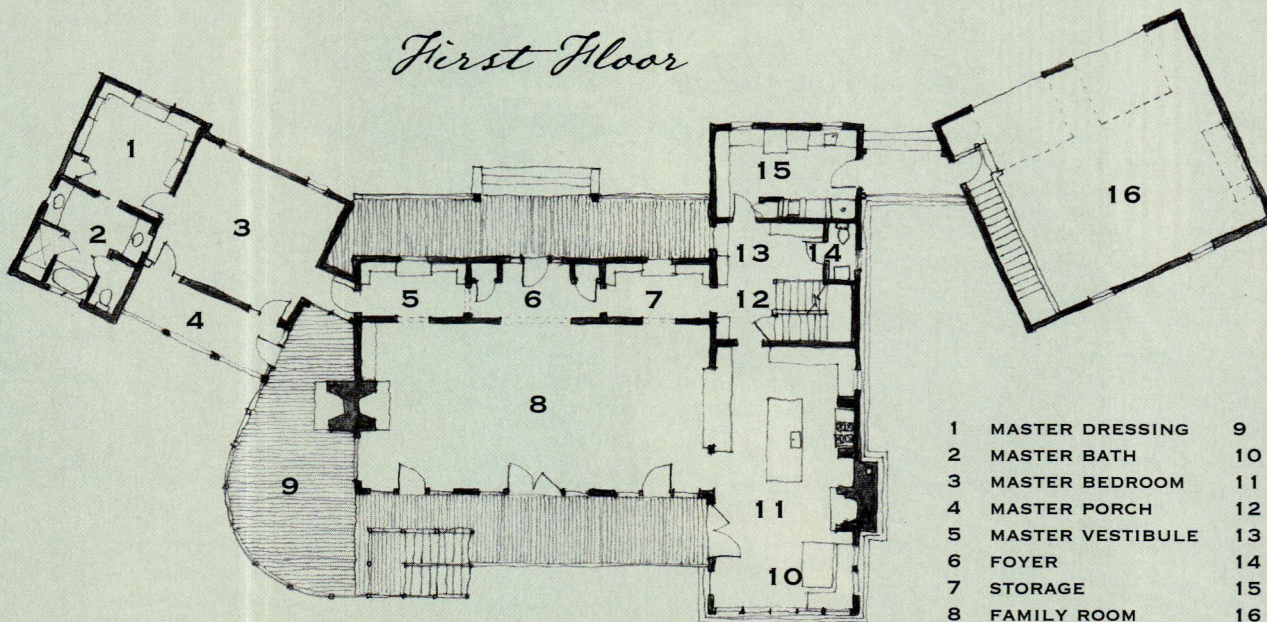 First Floor
1
2
3
4
5
6
7
8
9
10
11
12
13
14
15
16
1 MASTER DRESSING 9
2 MASTER BATH 10
3 MASTER BEDROOM 11
4 MASTER PORCH 12
5 MASTER VESTIBULE 13
6 FOYER 14
7 STORAGE 15
8 FAMILY ROOM 16